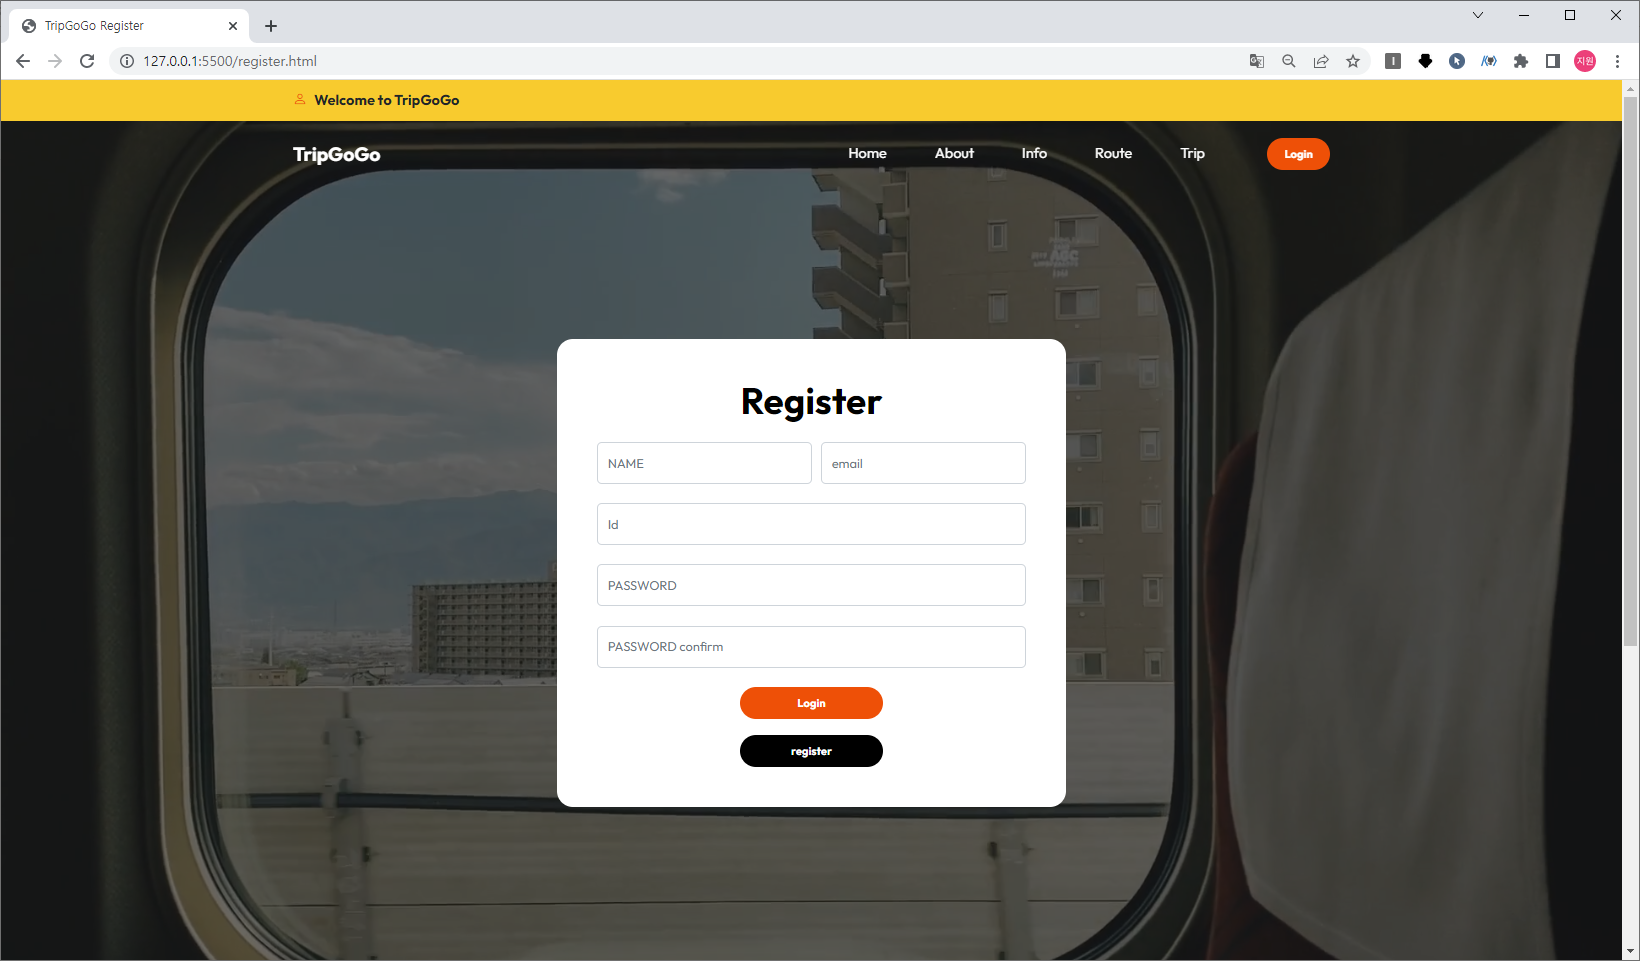 TripGoGo Register
127.0.0.1:5500/register.html
지원
Welcome to TripGoGo
TripGoGo
Home
About
Info
Route
Trip
Login
AGC
Register
NAME
email
Id
PASSWORD
PASSWORD confirm
Login
register